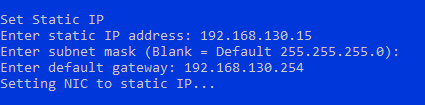 Set Static IP
Enter static IP address: 192.168.130.15
Enter subnet mask (Blank = Default 255.255.255.0):
Enter default gateway: 192.168.130.254
Setting NIC to static IP...